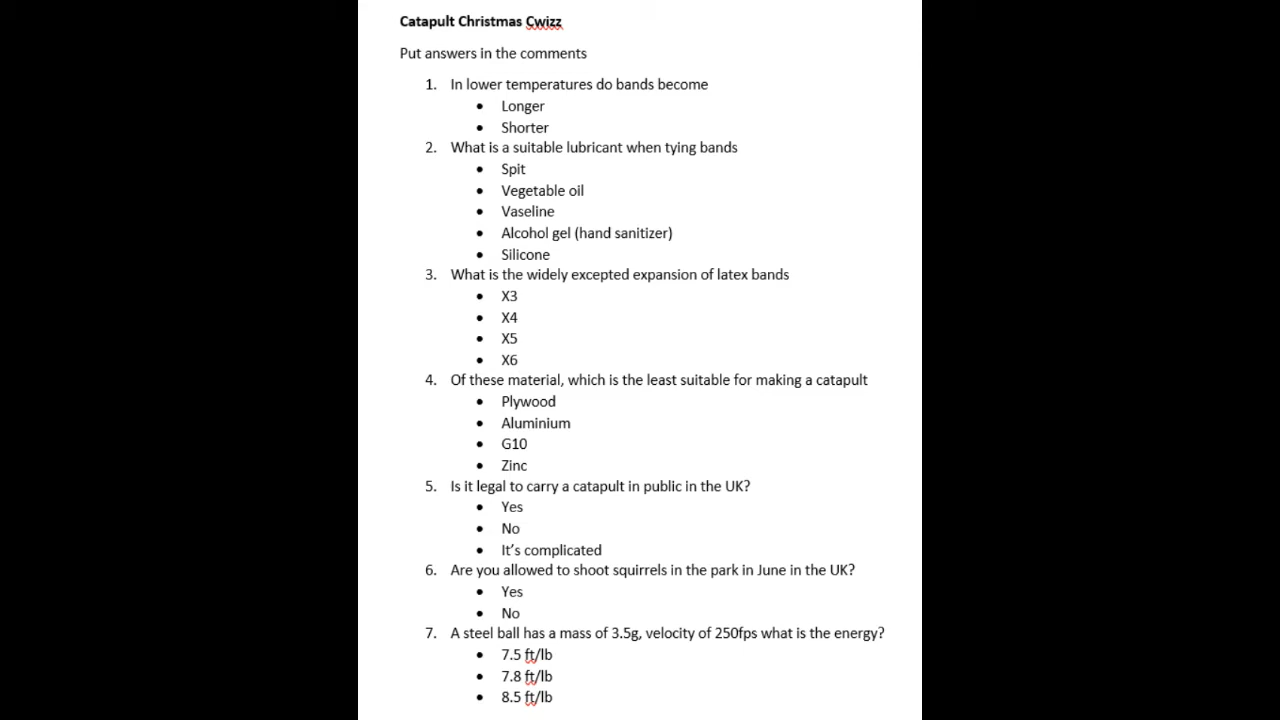 Catapult Christmas Cwizz
Put answers in the comments
1. In lower temperatures do bands become
• Longer
• Shorter
2. What is a suitable lubricant when tying bands
• Spit
• Vegetable oil
• Vaseline
• Alcohol gel (hand sanitizer)
• Silicone
3. What is the widely excepted expansion of latex bands
• X3
• X4
• X5
• X6
4. Of these material, which is the least suitable for making a catapult
• Plywood
• Aluminium
• G10
• Zinc
5. Is it legal to carry a catapult in public in the UK?
• Yes
• No
• It’s complicated
6. Are you allowed to shoot squirrels in the park in June in the UK?
• Yes
• No
7. A steel ball has a mass of 3.5g, velocity of 250fps what is the energy?
• 7.5 ft/lb
• 7.8 ft/lb
• 8.5 ft/lb